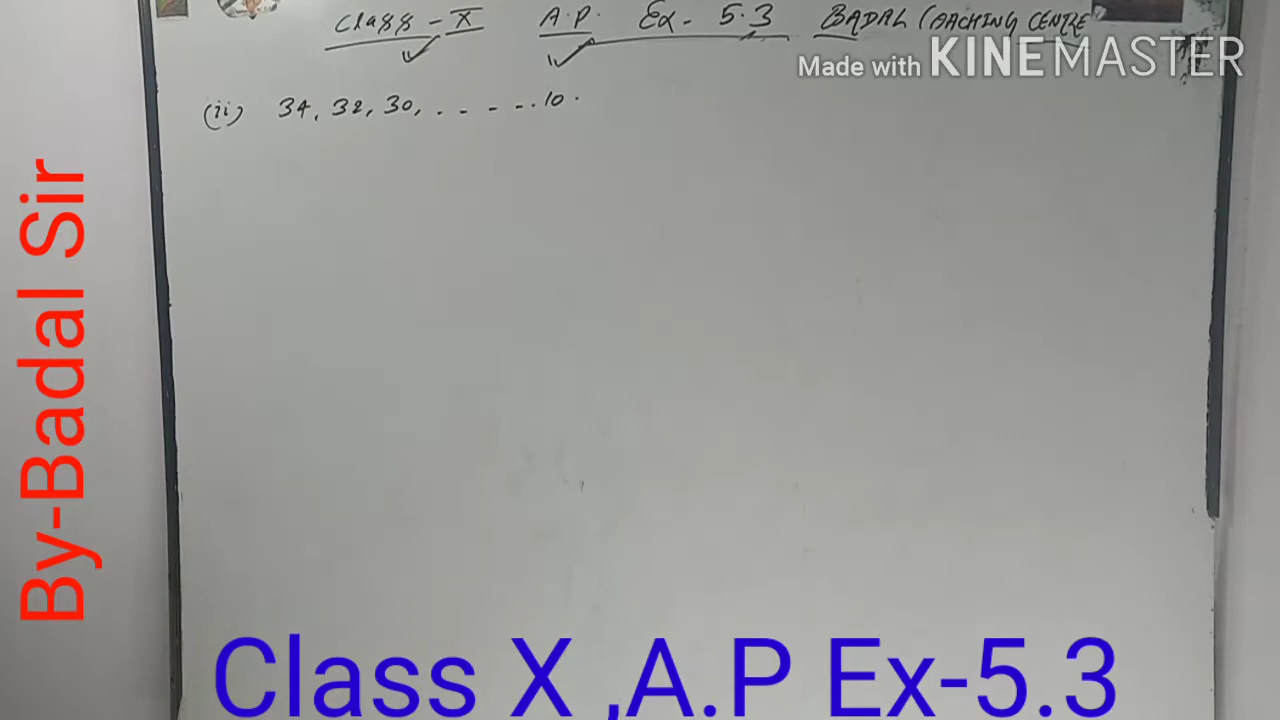 Class - X A.P. Ex - 5.3 BADAL COACHING CENTRE
Made with KINEMASTER
(ii) 34, 32, 30, . - - - . . 10 .
By-Badal Sir
Class X ,A.P Ex-5.3